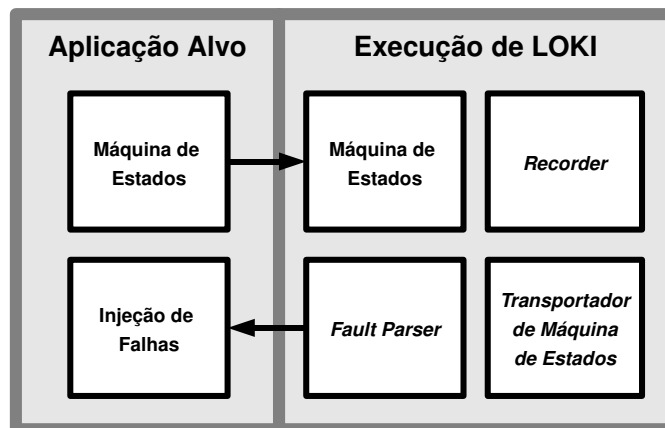 Aplicação Alvo
Execução de LOKI
Máquina de
Estados
Máquina de
Estados
Recorder
Injeção de
Falhas
Fault Parser
Transportador
de Máquina
de Estados